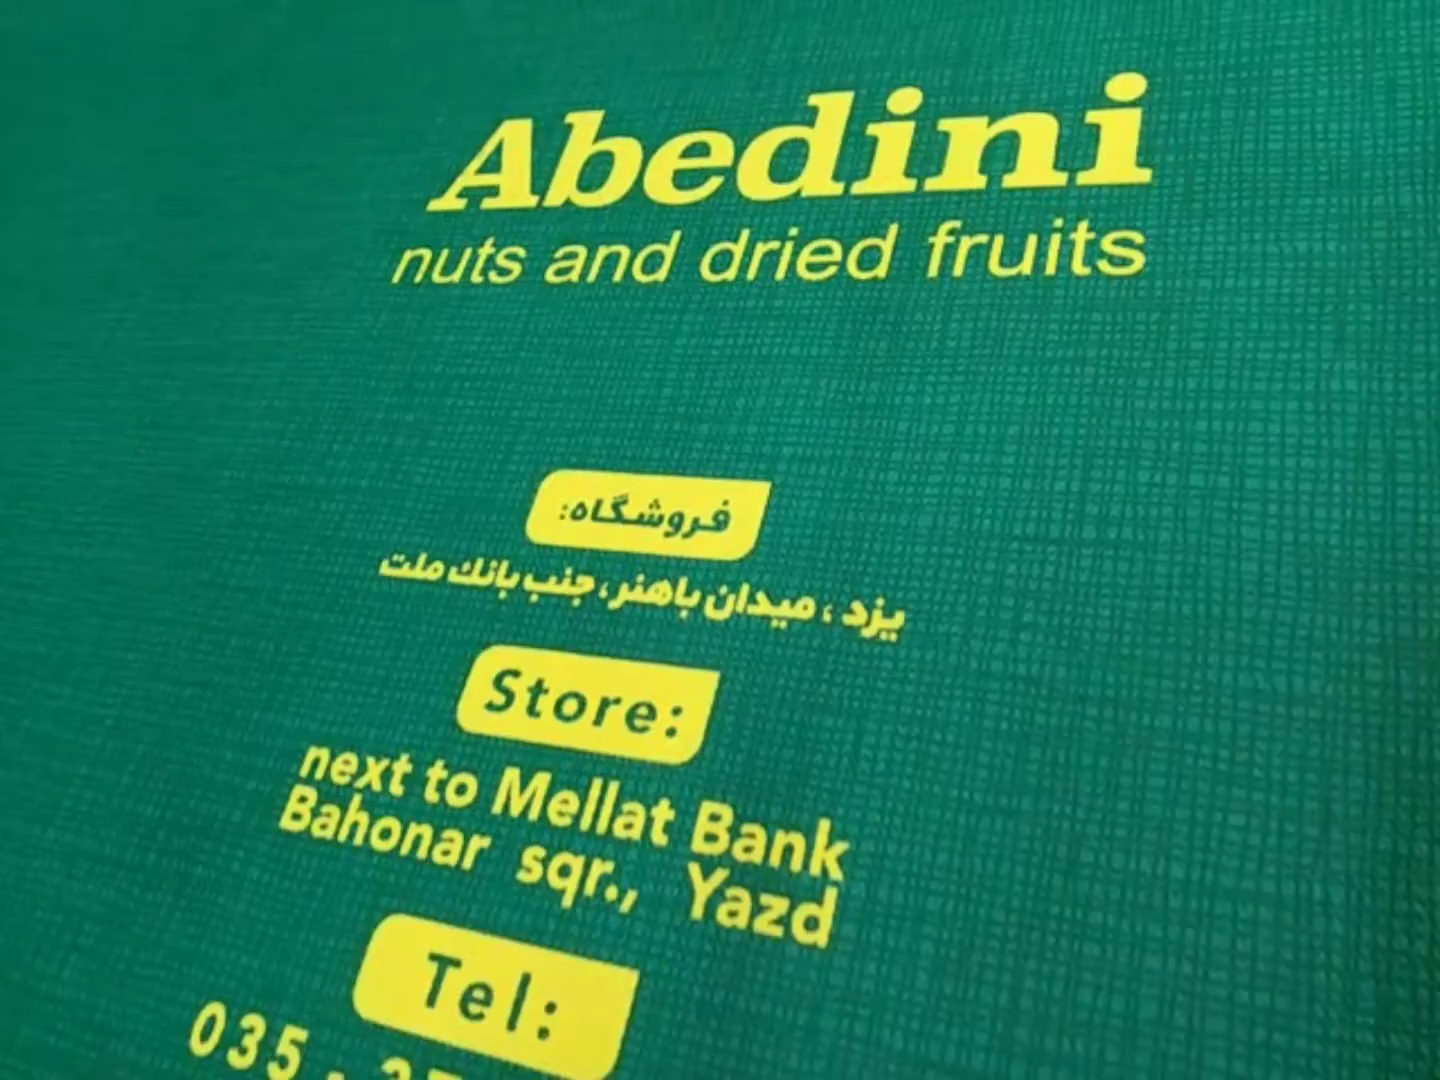 Abedini
nuts and dried fruits
فروشگاه:
یزد ، میدان باهنر، جنب بانك ملت
Store:
next to Mellat Bank
Bahonar sqr., Yazd
Tel:
035 -